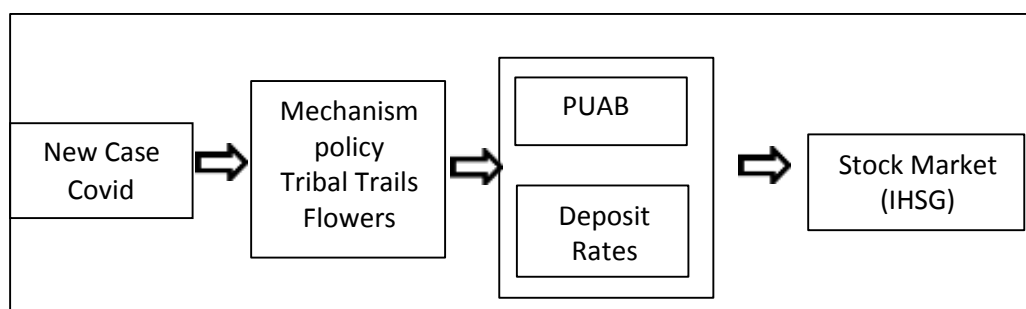 New Case
Covid
Mechanism
policy
Tribal Trails
Flowers
PUAB
Deposit
Rates
Stock Market
(IHSG)